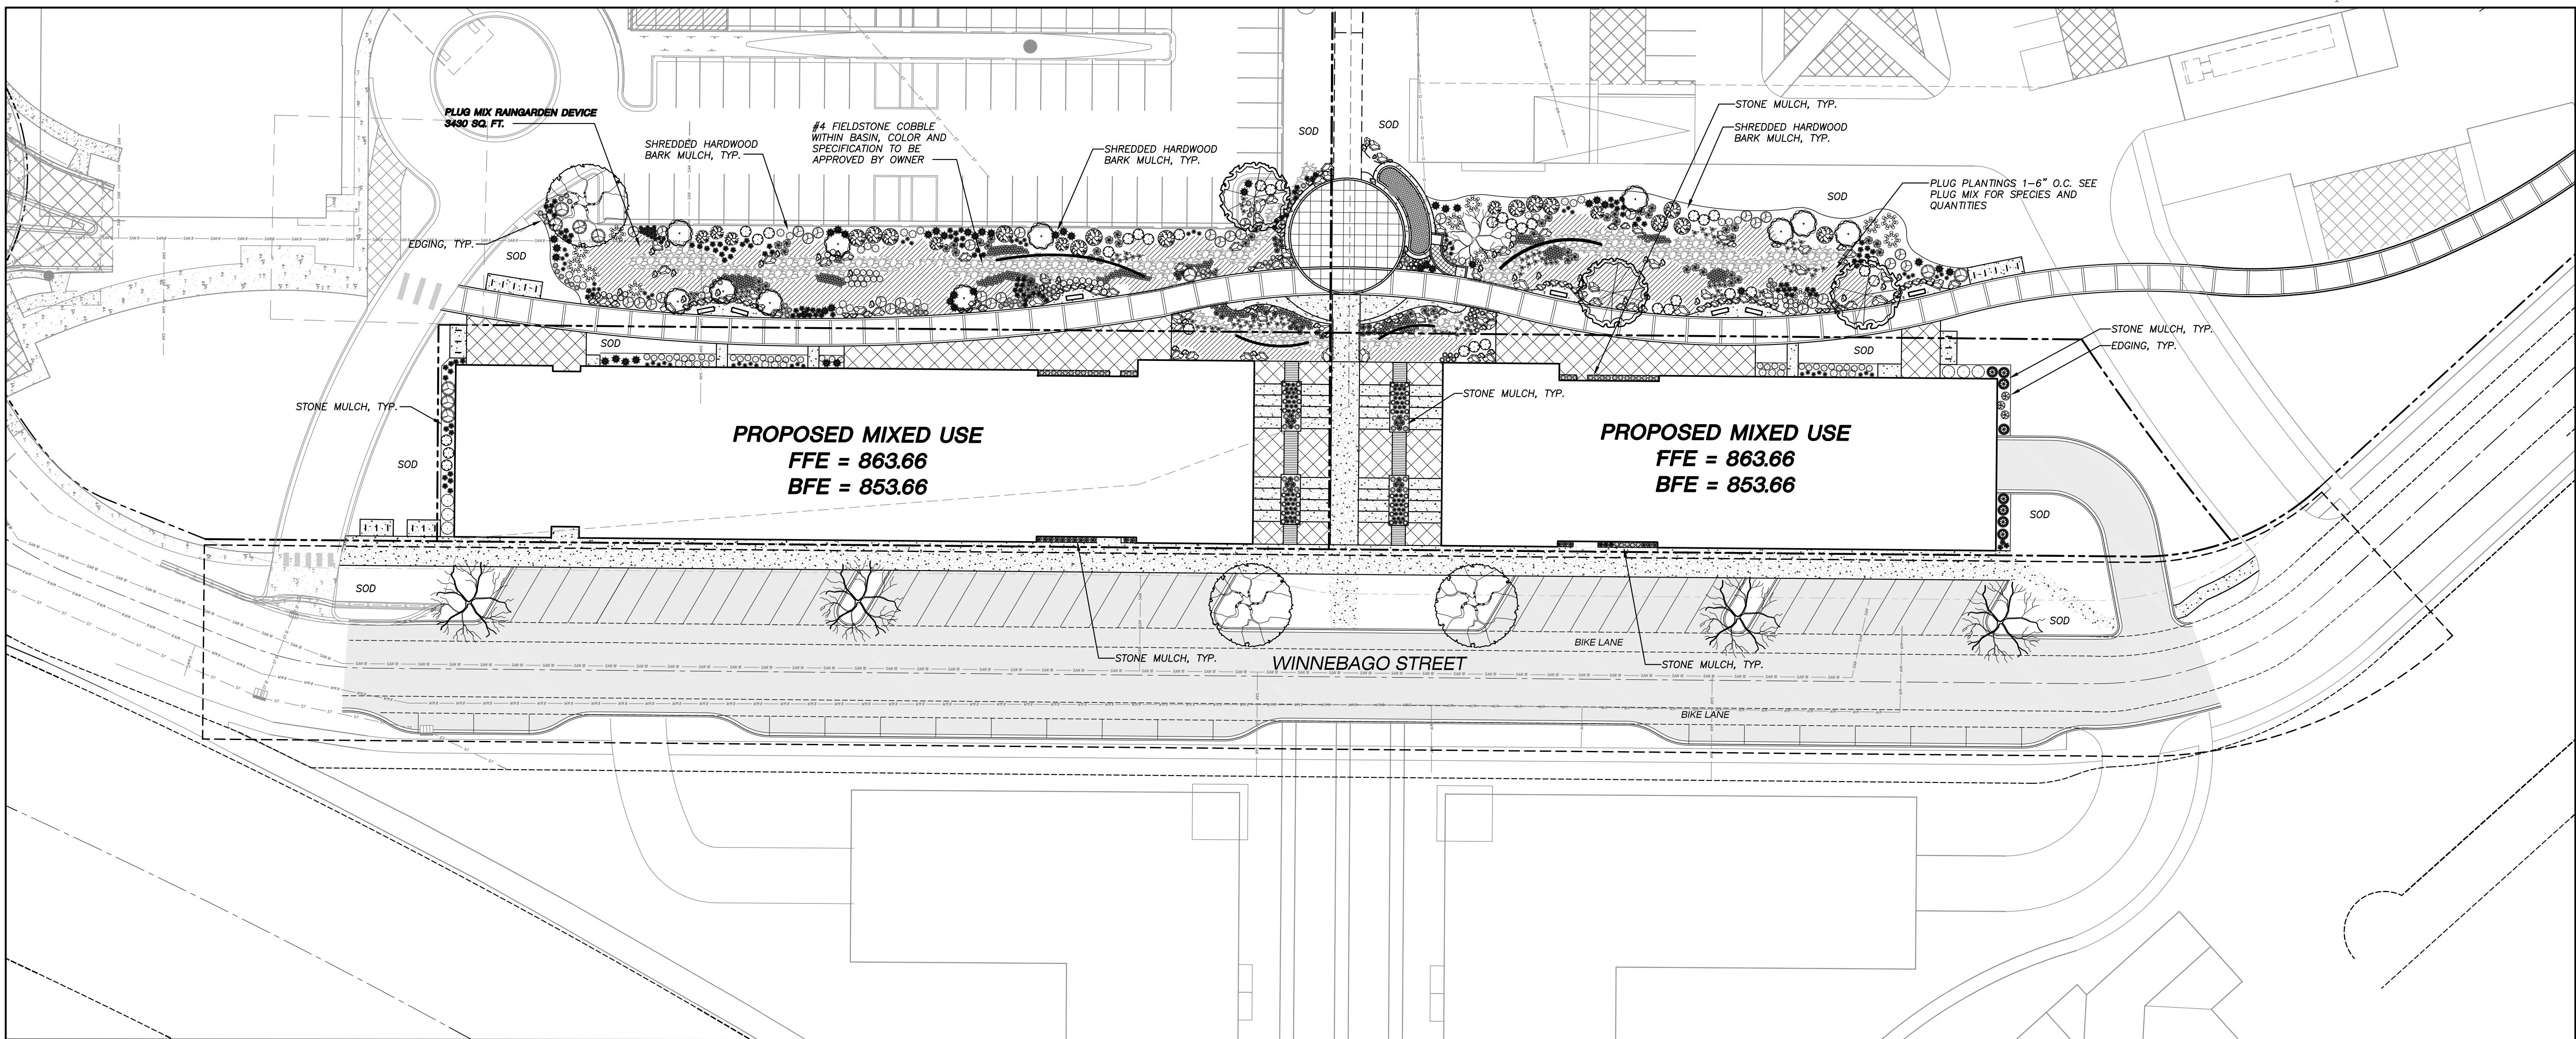 PLUG MIX RAINGARDEN DEVICE
3430 SQ. FT.
SHREDDED HARDWOOD
BARK MULCH, TYP.
#4 FIELDSTONE COBBLE
WITHIN BASIN, COLOR AND
SPECIFICATION TO BE
APPROVED BY OWNER
SHREDDED HARDWOOD
BARK MULCH, TYP.
SOD
SOD
STONE MULCH, TYP.
SHREDDED HARDWOOD
BARK MULCH, TYP.
SOD
PLUG PLANTINGS 1-6" O.C. SEE
PLUG MIX FOR SPECIES AND
QUANTITIES
EDGING, TYP.
SOD
SOD
SOD
STONE MULCH, TYP.
EDGING, TYP.
STONE MULCH, TYP.
STONE MULCH, TYP.
PROPOSED MIXED USE
FFE = 863.66
BFE = 853.66
PROPOSED MIXED USE
FFE = 863.66
BFE = 853.66
SOD
SOD
SOD
SOD
STONE MULCH, TYP.
WINNEBAGO STREET
BIKE LANE
STONE MULCH, TYP.
BIKE LANE